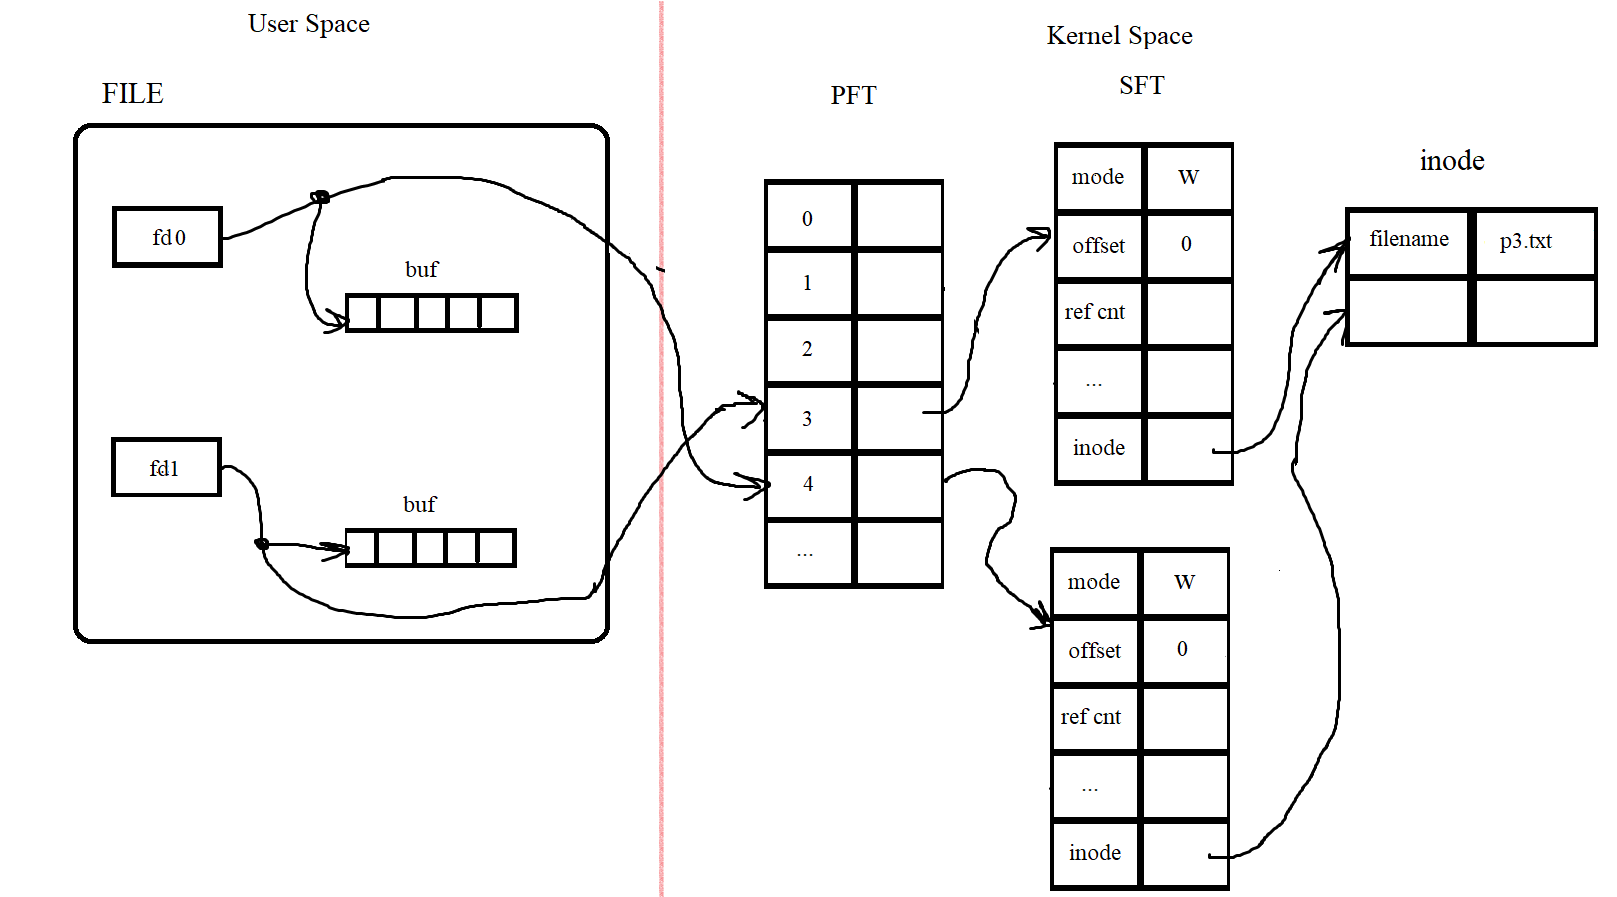 User Space
Kernel Space
FILE
PFT
SFT
inode
fd0
buf
fd1
buf
0
1
2
3
4
...
mode W
offset 0
ref cnt
...
inode
mode W
offset 0
ref cnt
...
inode
filename p3.txt